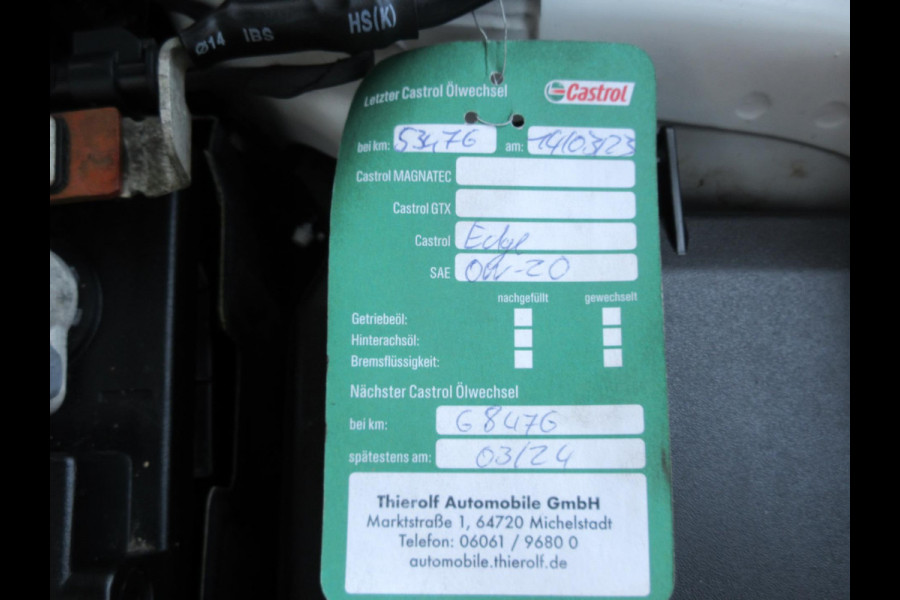 Ø14 IBS HS(K)
Letzter Castrol Ölwechsel Castrol
bei km: 53476 am: 14/03/23
Castrol MAGNATEC
Castrol GTX
Castrol Edge
SAE 0W-20
nachgefüllt gewechselt
Getriebeöl:
Hinterachsöl:
Bremsflüssigkeit:
Nächster Castrol Ölwechsel
bei km: 68476
spätestens am: 03/24
Thierolf Automobile GmbH
Marktstraße 1, 64720 Michelstadt
Telefon: 06061 / 9680 0
automobile.thierolf.de